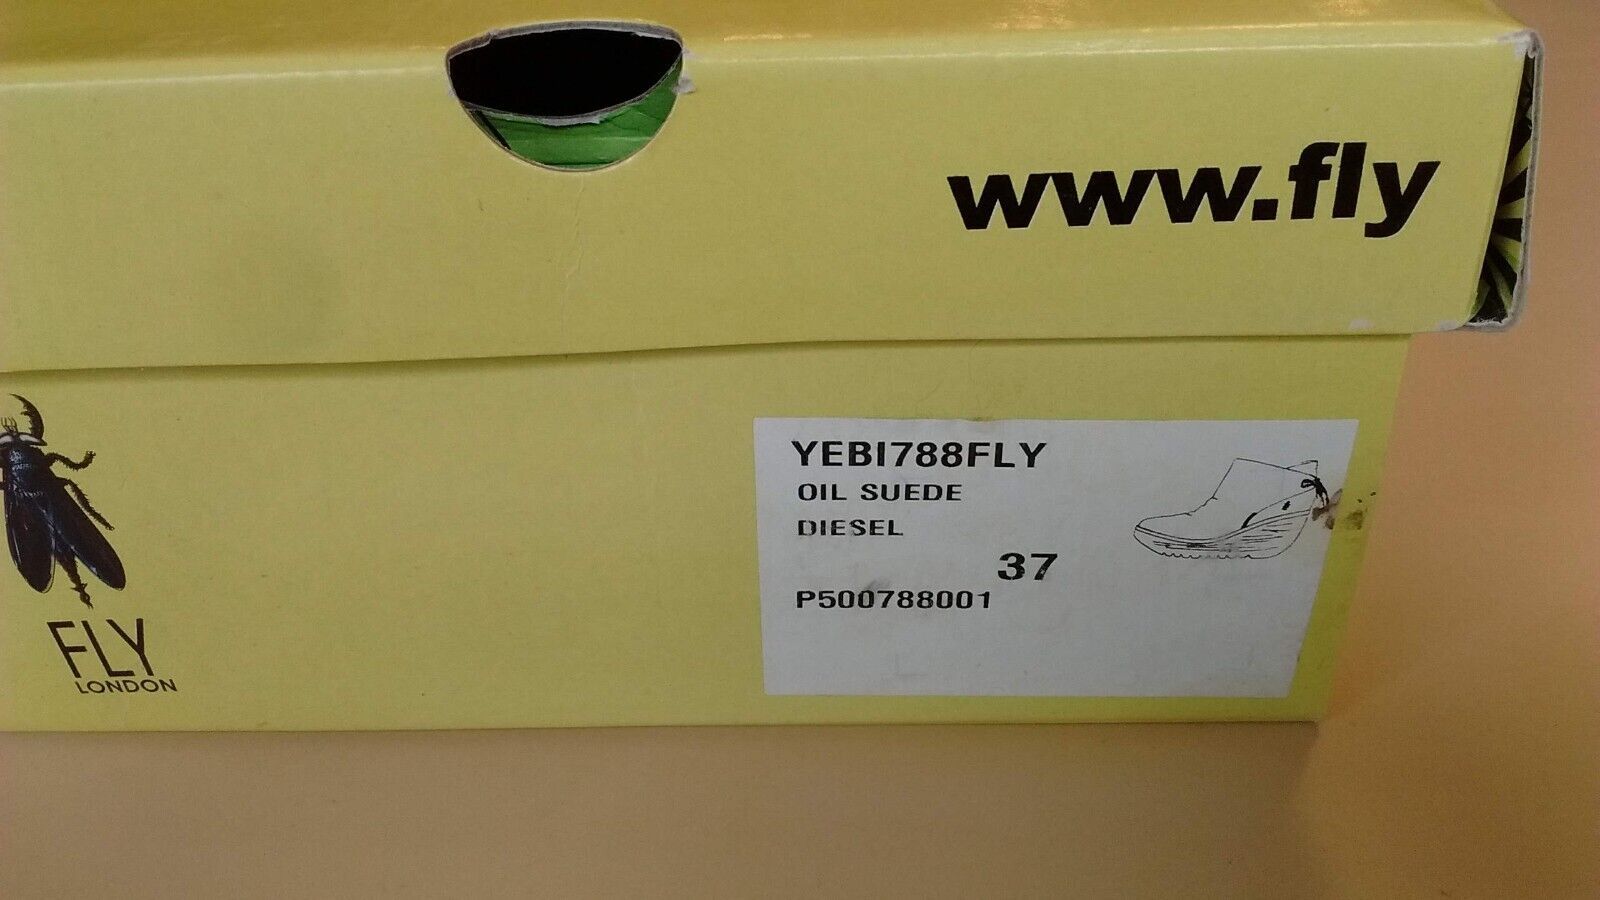 www.fly
YEBI788FLY
OIL SUEDE
DIESEL
37
P500788001
FLY
LONDON